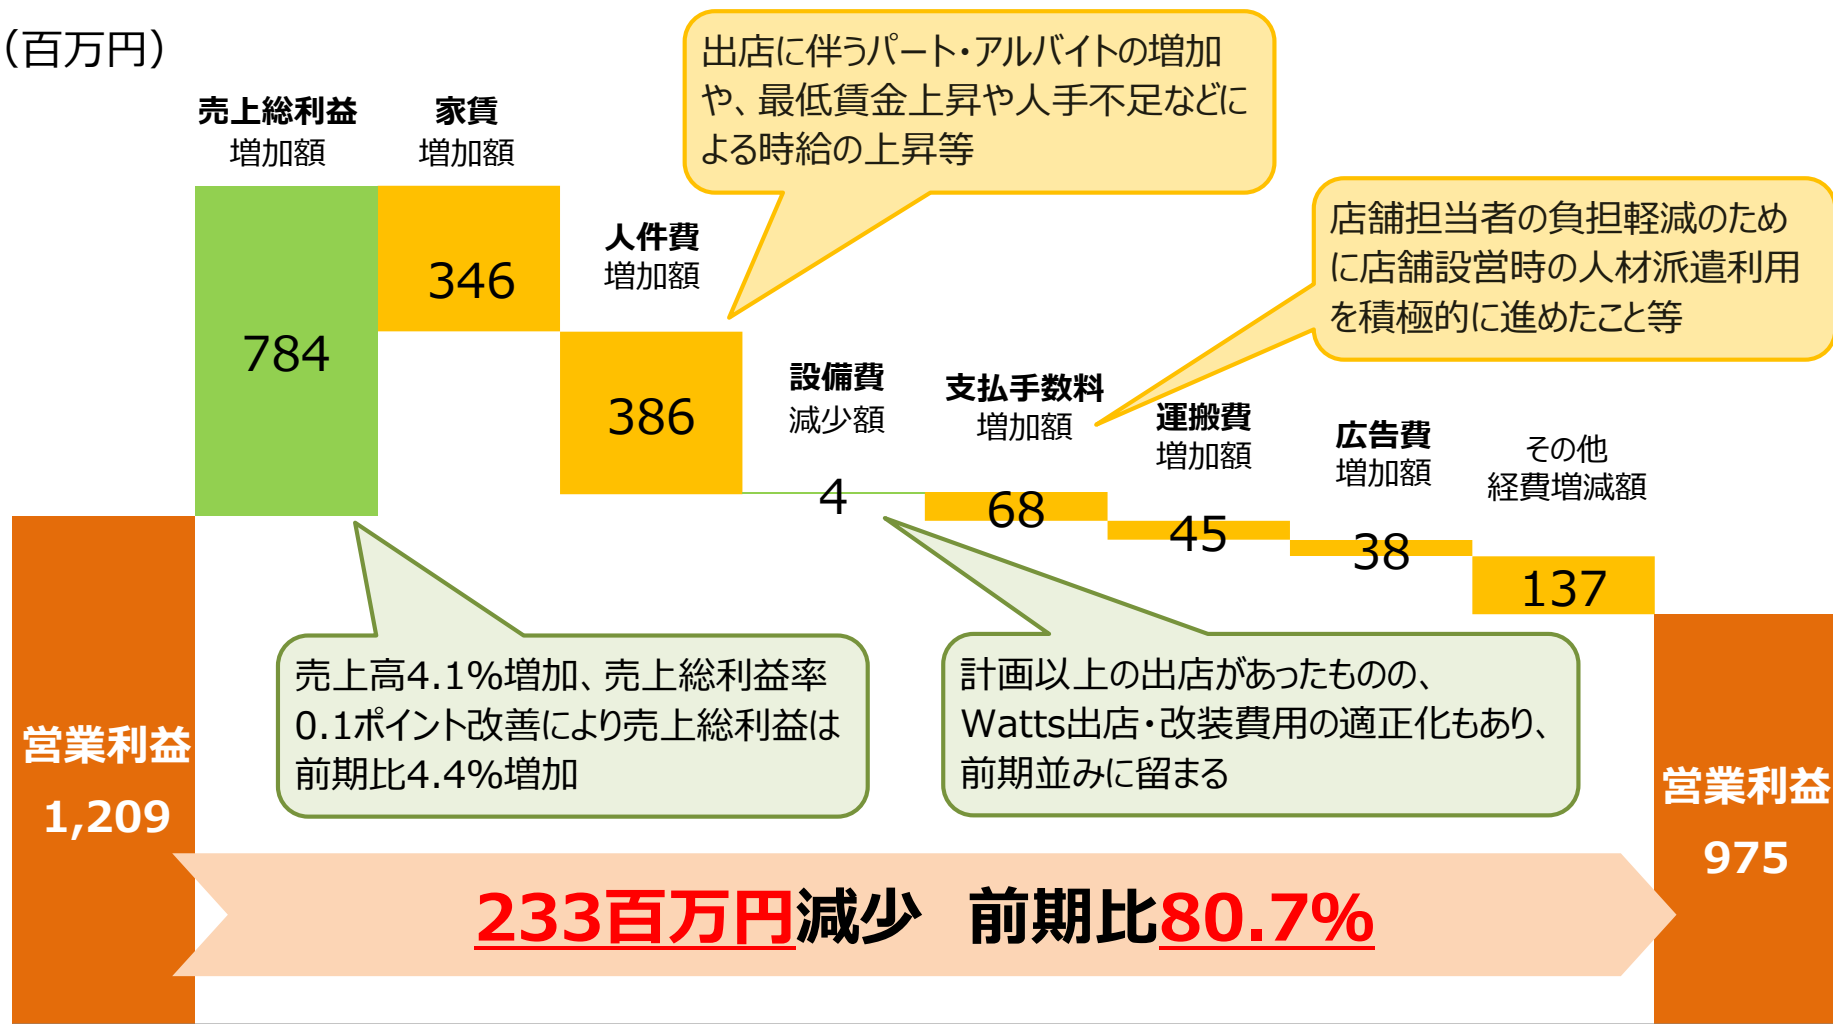 （百万円）
売上総利益
増加額
家賃
増加額
出店に伴うパート・アルバイトの増加
や、最低賃金上昇や人手不足などに
よる時給の上昇等
人件費
増加額
店舗担当者の負担軽減のため
に店舗設営時の人材派遣利用
を積極的に進めたこと等
設備費
減少額
支払手数料
増加額
運搬費
増加額
広告費
増加額
その他
経費増減額
784
346
386
4
68
45
38
137
売上高4.1%増加、売上総利益率
0.1ポイント改善により売上総利益は
前期比4.4%増加
計画以上の出店があったものの、
Watts出店・改装費用の適正化もあり、
前期並みに留まる
営業利益
1,209
営業利益
975
233百万円減少　前期比80.7%